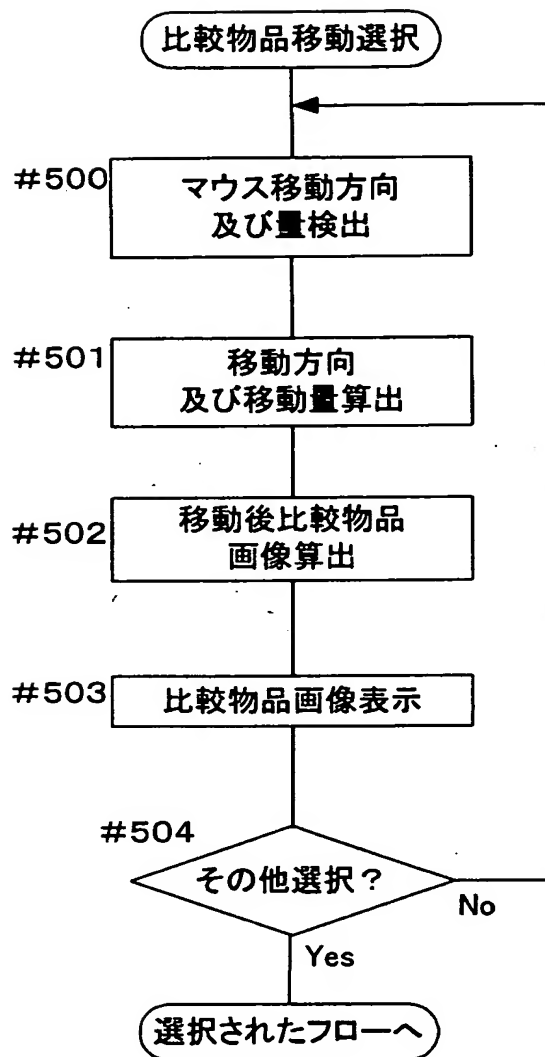 比較物品移動選択
#500
マウス移動方向
及び量検出
#501
移動方向
及び移動量算出
#502
移動後比較物品
画像算出
#503
比較物品画像表示
#504
その他選択？
No
Yes
選択されたフローへ